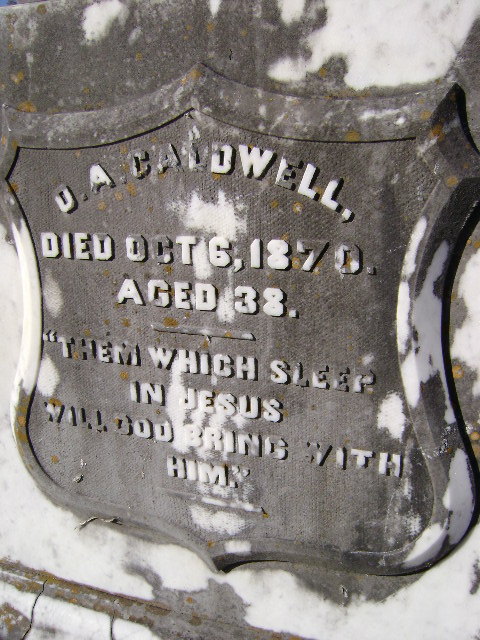 J. A. CALDWELL,
DIED OCT 6, 1870.
AGED 38.
"THEM WHICH SLEEP
IN JESUS
WILL GOD BRING WITH
HIM."